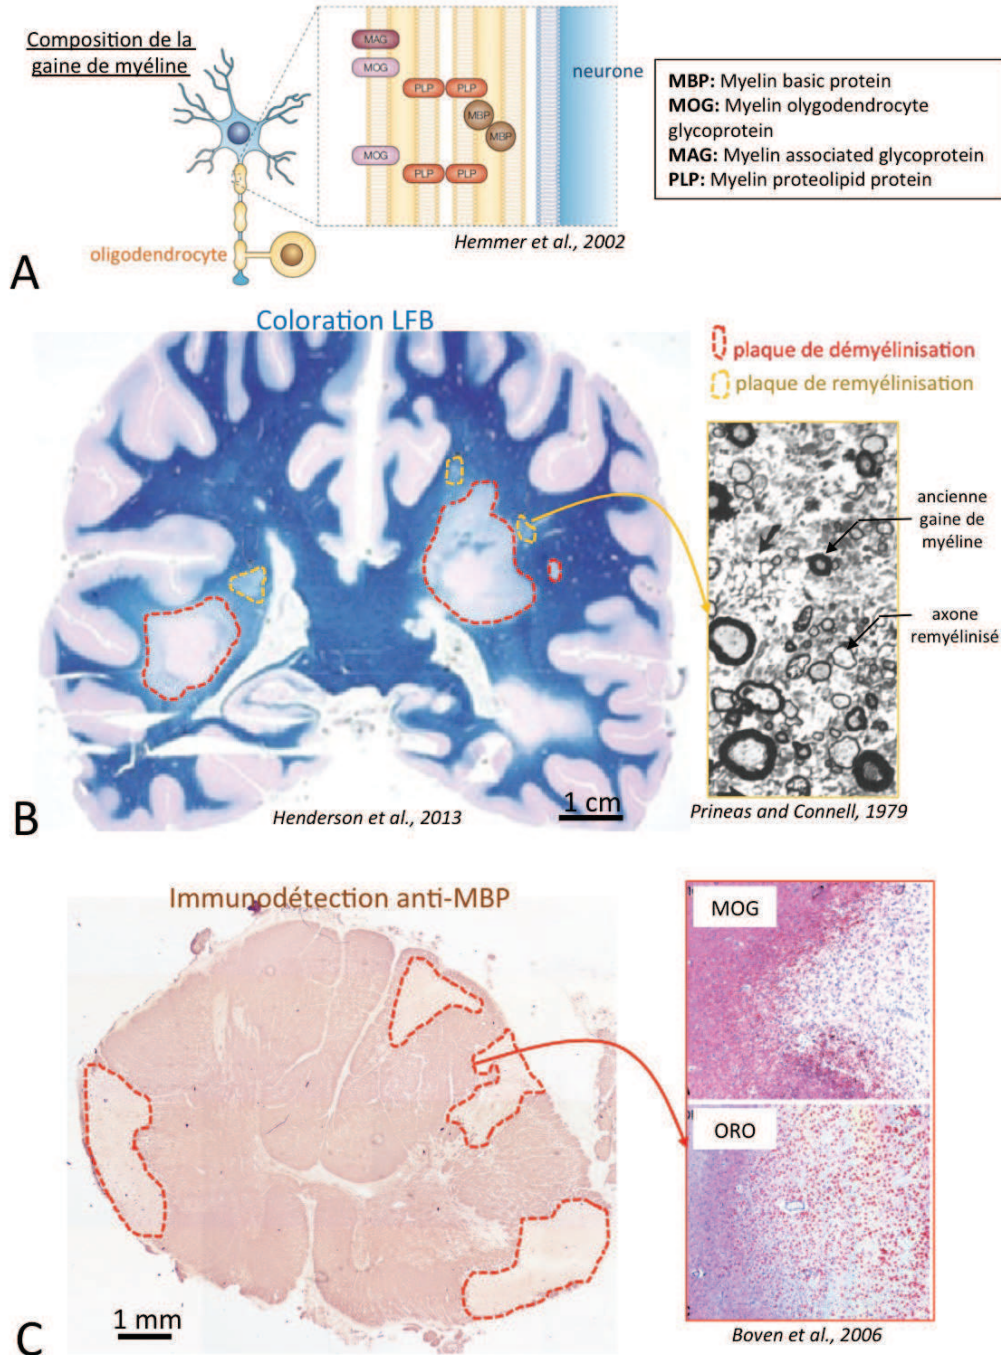 Composition de la
gaine de myéline
MAG
MOG
PLP
PLP
MBP
MBP
MOG
PLP
PLP
neurone
MBP: Myelin basic protein
MOG: Myelin olygodendrocyte
glycoprotein
MAG: Myelin associated glycoprotein
PLP: Myelin proteolipid protein
oligodendrocyte
Hemmer et al., 2002
A
Coloration LFB
plaque de démyélinisation
plaque de remyélinisation
ancienne
gaine de
myéline
axone
remyélinisé
1 cm
B
Henderson et al., 2013
Prineas and Connell, 1979
Immunodétection anti-MBP
MOG
ORO
1 mm
C
Boven et al., 2006